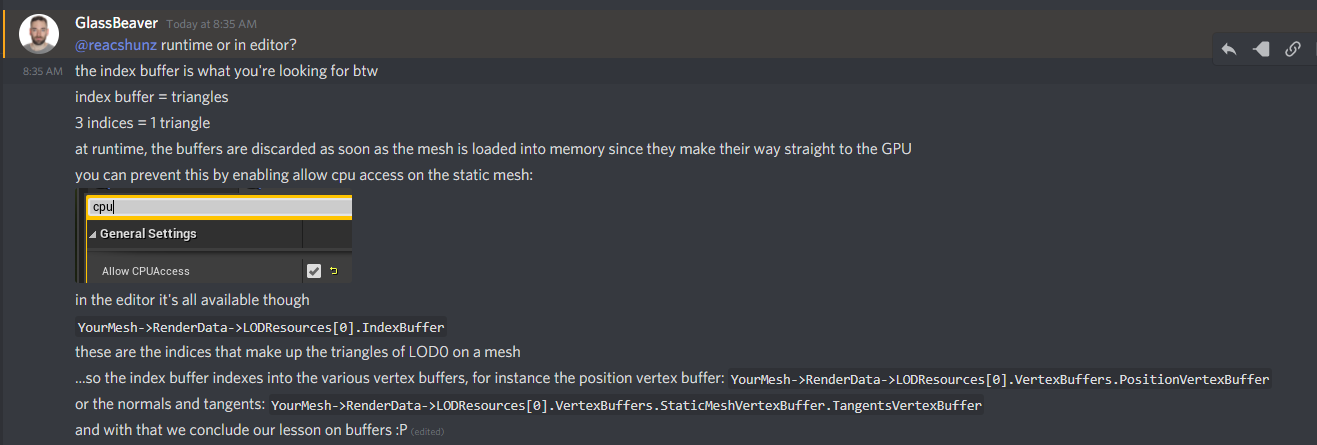 GlassBeaver Today at 8:35 AM
@reacshunz runtime or in editor?
8:35 AM the index buffer is what you're looking for btw
index buffer = triangles
3 indices = 1 triangle
at runtime, the buffers are discarded as soon as the mesh is loaded into memory since they make their way straight to the GPU
you can prevent this by enabling allow cpu access on the static mesh:
cpu
General Settings
Allow CPUAccess
in the editor it's all available though
YourMesh->RenderData->LODResources[0].IndexBuffer
these are the indices that make up the triangles of LOD0 on a mesh
...so the index buffer indexes into the various vertex buffers, for instance the position vertex buffer: YourMesh->RenderData->LODResources[0].VertexBuffers.PositionVertexBuffer
or the normals and tangents: YourMesh->RenderData->LODResources[0].VertexBuffers.StaticMeshVertexBuffer.TangentsVertexBuffer
and with that we conclude our lesson on buffers :P (edited)